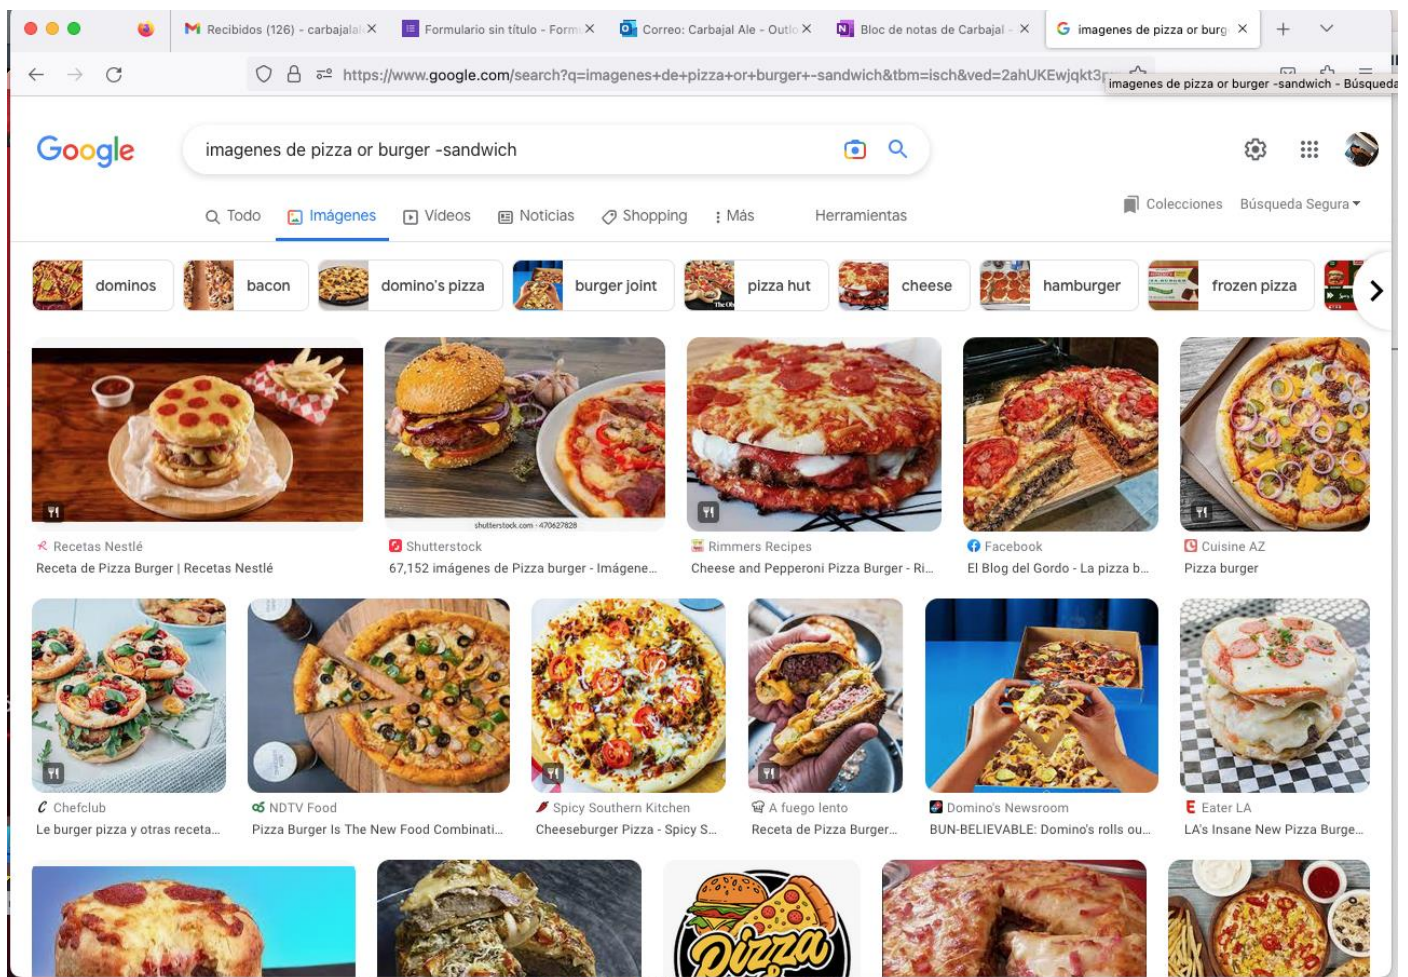 Recibidos (126) - carbajalal
Formulario sin título - Form
Correo: Carbajal Ale - Outlo
Bloc de notas de Carbajal -
imagenes de pizza or burg
https://www.google.com/search?q=imagenes+de+pizza+or+burger+-sandwich&tbm=isch&ved=2ahUKEwjqkt3p
imagenes de pizza or burger -sandwich - Búsqueda
Google
imagenes de pizza or burger -sandwich
Todo
Imágenes
Videos
Noticias
Shopping
Más
Herramientas
Colecciones
Búsqueda Segura
dominos
bacon
domino's pizza
burger joint
pizza hut
cheese
hamburger
frozen pizza
shutterstock.com · 470627828
Recetas Nestlé
Receta de Pizza Burger | Recetas Nestlé
Shutterstock
67,152 imágenes de Pizza burger - Imágene...
Rimmers Recipes
Cheese and Pepperoni Pizza Burger - Ri...
Facebook
El Blog del Gordo - La pizza b...
Cuisine AZ
Pizza burger
Chefclub
Le burger pizza y otras receta...
NDTV Food
Pizza Burger Is The New Food Combinati...
Spicy Southern Kitchen
Cheeseburger Pizza - Spicy S...
A fuego lento
Receta de Pizza Burger...
Domino's Newsroom
BUN-BELIEVABLE: Domino's rolls ou...
Eater LA
LA's Insane New Pizza Burge...
Pizza